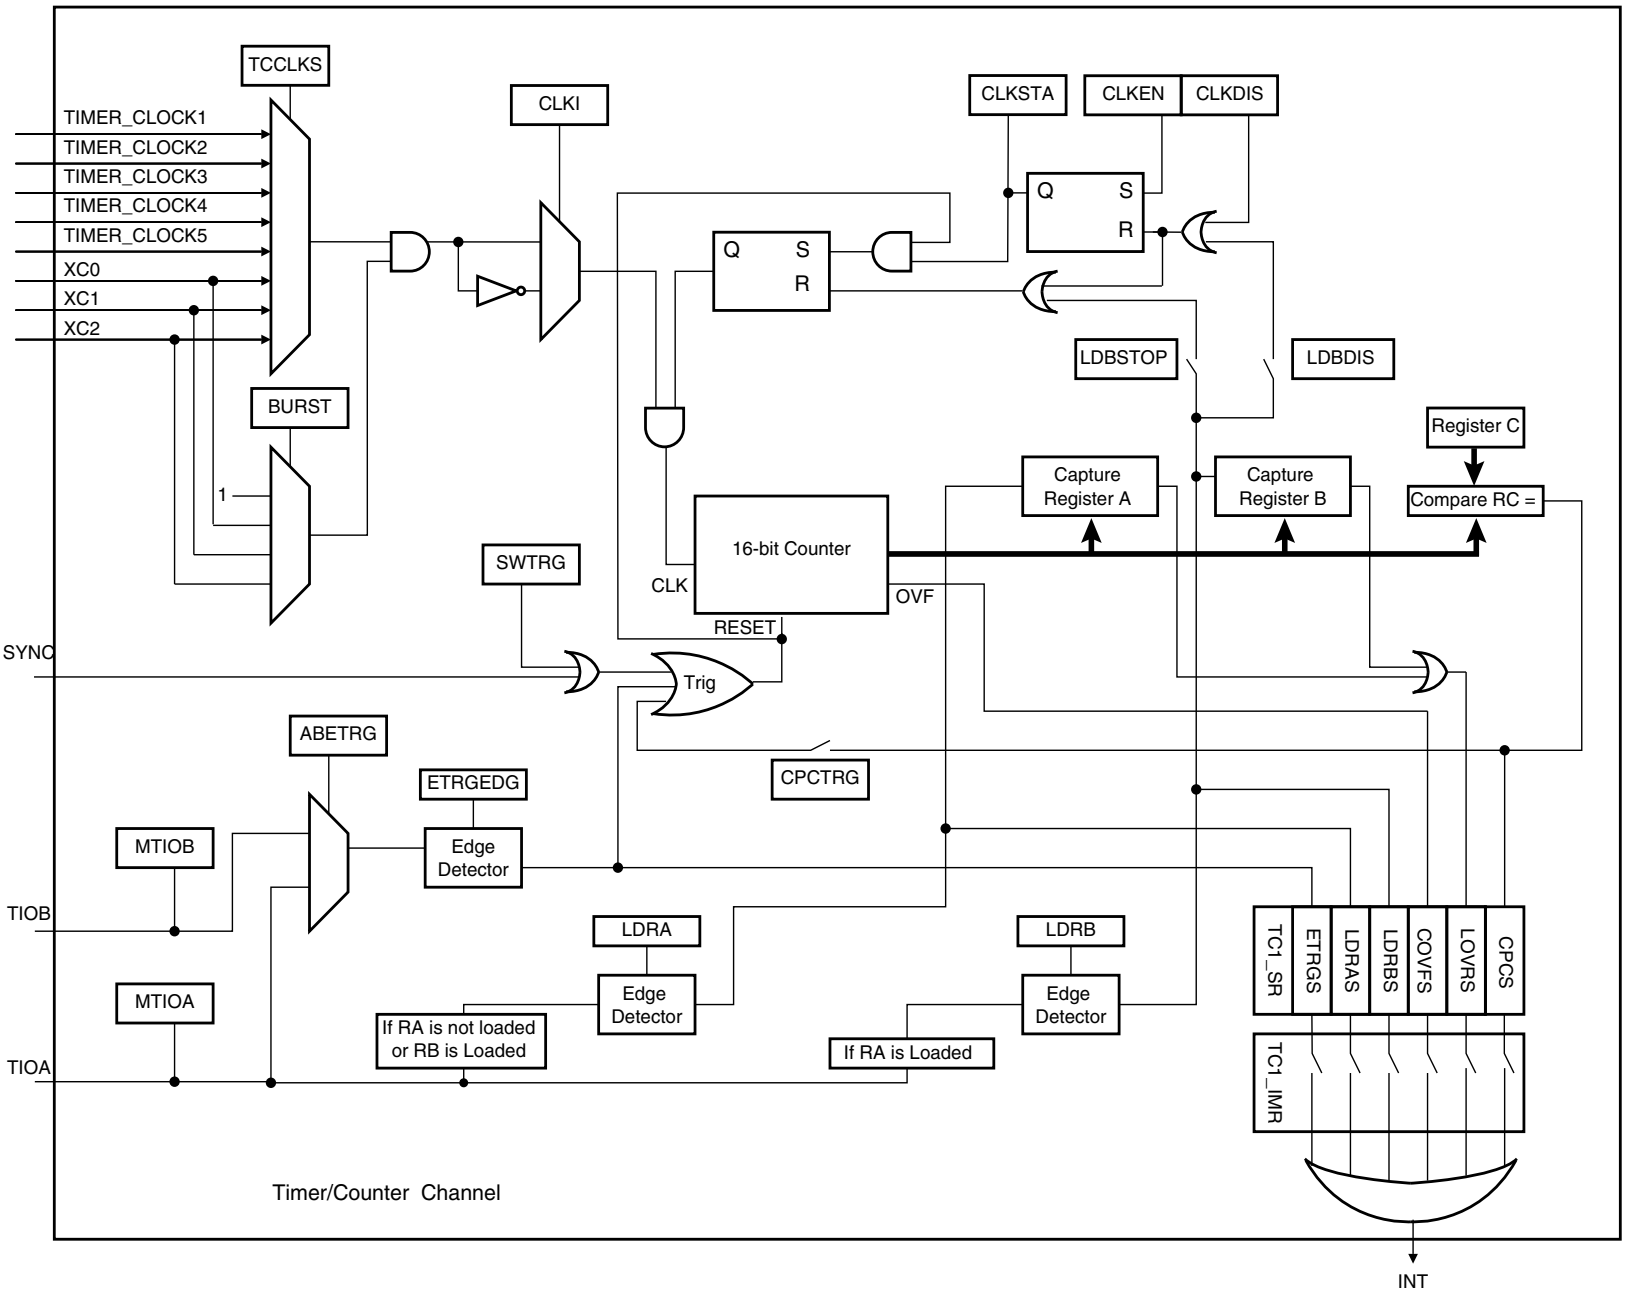 TCCLKS
TIMER_CLOCK1
TIMER_CLOCK2
TIMER_CLOCK3
TIMER_CLOCK4
TIMER_CLOCK5
XC0
XC1
XC2
CLKI
CLKSTA
CLKEN
CLKDIS
Q
S
R
Q
S
R
LDBSTOP
LDBDIS
BURST
1
Register C
Capture
Register A
Capture
Register B
Compare RC =
16-bit Counter
SWTRG
CLK
OVF
RESET
SYNC
Trig
ABETRG
ETRGEDG
CPCTRG
MTIOB
Edge
Detector
TIOB
LDRA
LDRB
MTIOA
Edge
Detector
Edge
Detector
If RA is not loaded
or RB is Loaded
If RA is Loaded
TIOA
TC1_SR
ETRGS
LDRAS
LDRBS
COVFS
LOVRS
CPCS
TC1_IMR
Timer/Counter Channel
INT